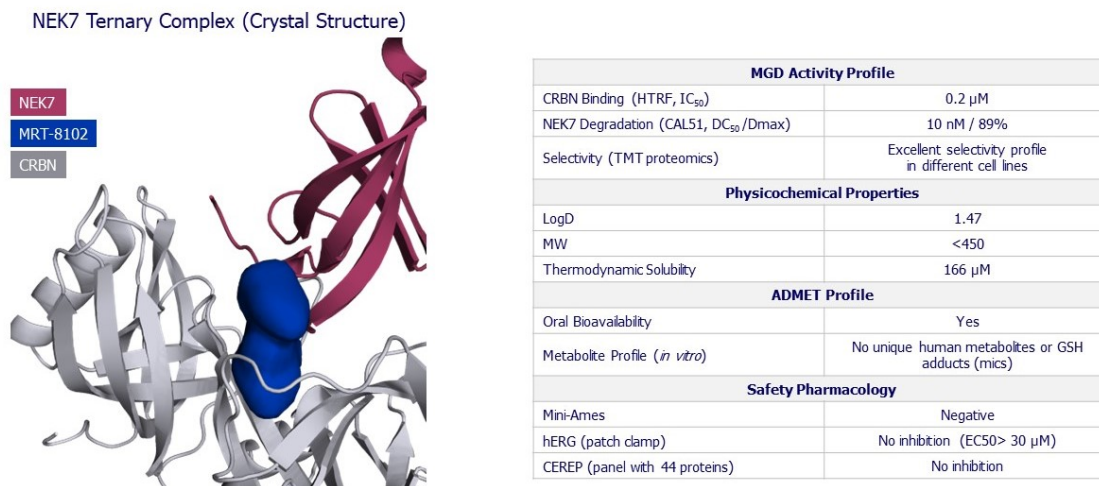 NEK7 Ternary Complex (Crystal Structure)
NEK7
MRT-8102
CRBN
MGD Activity Profile
CRBN Binding (HTRF, IC50) 0.2 µM
NEK7 Degradation (CAL51, DC50/Dmax) 10 nM / 89%
Selectivity (TMT proteomics) Excellent selectivity profile
in different cell lines
Physicochemical Properties
LogD 1.47
MW <450
Thermodynamic Solubility 166 µM
ADMET Profile
Oral Bioavailability Yes
Metabolite Profile (in vitro) No unique human metabolites or GSH
adducts (mics)
Safety Pharmacology
Mini-Ames Negative
hERG (patch clamp) No inhibition (EC50> 30 µM)
CEREP (panel with 44 proteins) No inhibition